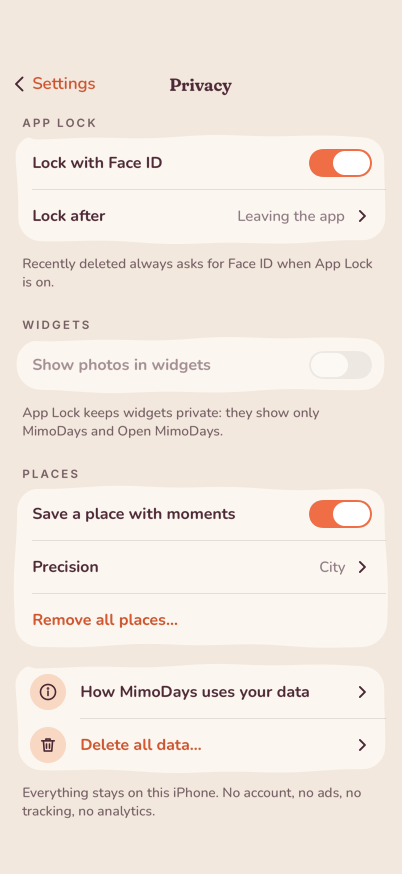 Settings
Privacy
APP LOCK
Lock with Face ID
Lock after
Leaving the app
Recently deleted always asks for Face ID when App Lock
is on.
WIDGETS
Show photos in widgets
App Lock keeps widgets private: they show only
MimoDays and Open MimoDays.
PLACES
Save a place with moments
Precision
City
Remove all places...
How MimoDays uses your data
Delete all data...
Everything stays on this iPhone. No account, no ads, no
tracking, no analytics.